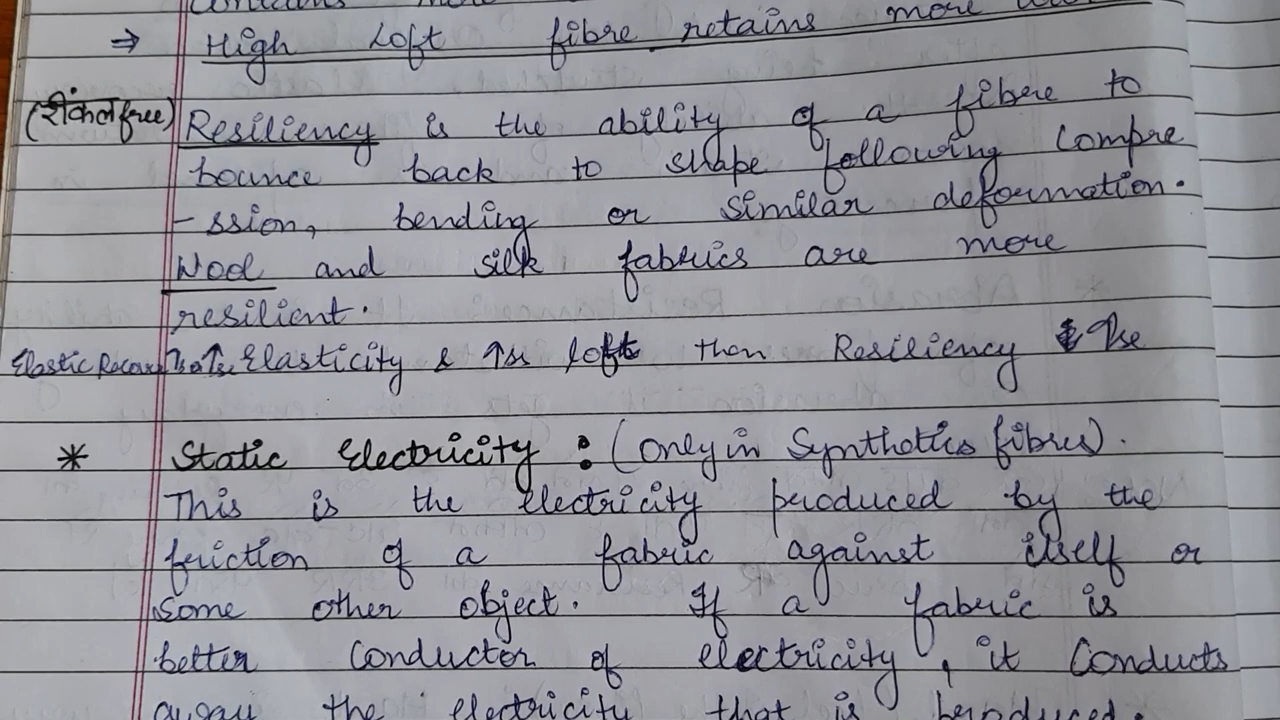 ⇒ High Loft fibre retains more
(रींकलfree) Resiliency is the ability of a fibre to
bounce back to shape following compre
-ssion, bending or similar deformation.
Wool and silk fabrics are more
resilient.
Elastic Elasticity & ↑se loft then Resiliency ↑se
* Static Electricity : (Only in Synthetic fibres).
This is the electricity produced by the
friction of a fabric against itself or
some other object. If a fabric is
better conductor of electricity, it conducts
away the electricity that is produced.